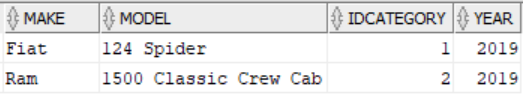 MAKE MODEL IDCATEGORY YEAR
Fiat 124 Spider 1 2019
Ram 1500 Classic Crew Cab 2 2019